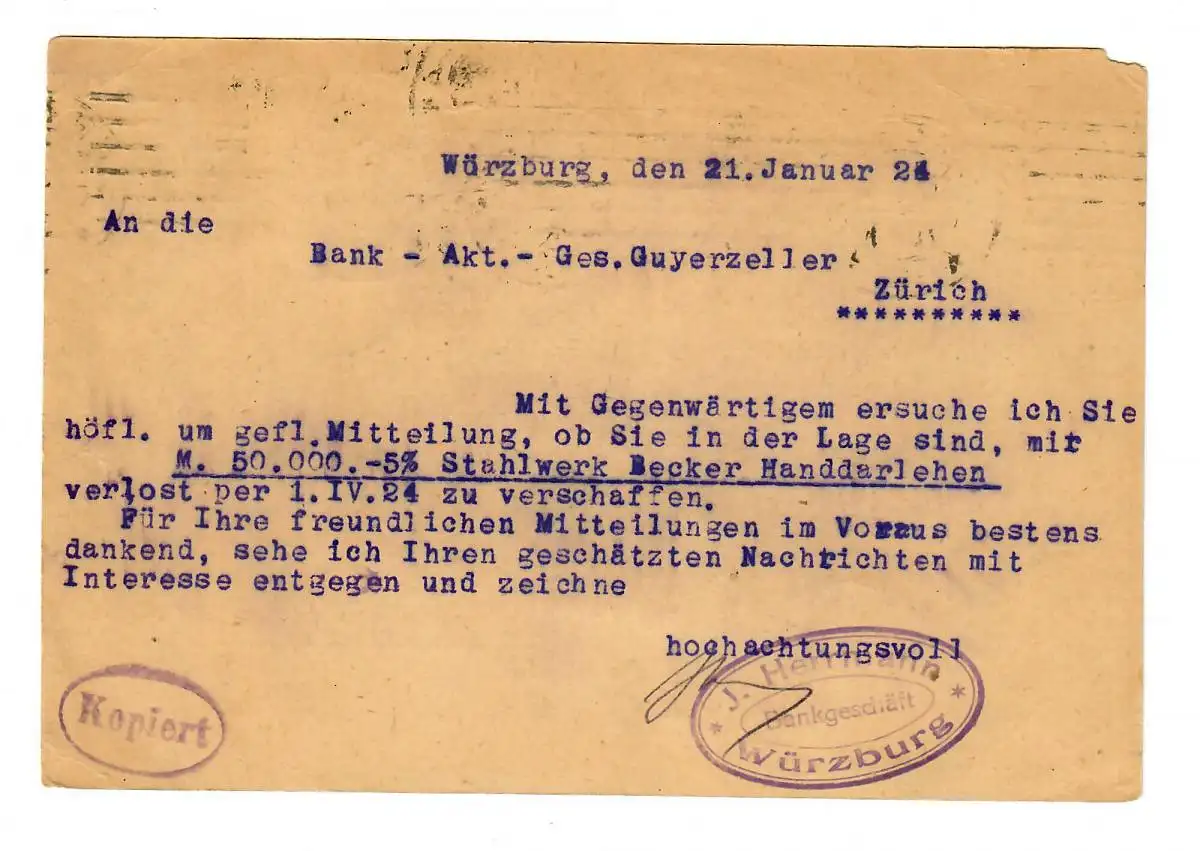 Würzburg, den 21.Januar 24
An die
Bank - Akt.- Ges.Guyerzeller
Zürich
**********
Mit Gegenwärtigem ersuche ich Sie
höfl. um gefl.Mitteilung, ob Sie in der Lage sind, mir
M. 50.000.-5% Stahlwerk Becker Handdarlehen
verlost per 1.IV.24 zu verschaffen.
Für Ihre freundlichen Mitteilungen im Voraus bestens
dankend, sehe ich Ihren geschätzten Nachrichten mit
Interesse entgegen und zeichne
hochachtungsvoll
J. Herrmann
* Bankgeschäft *
Würzburg
Kopiert